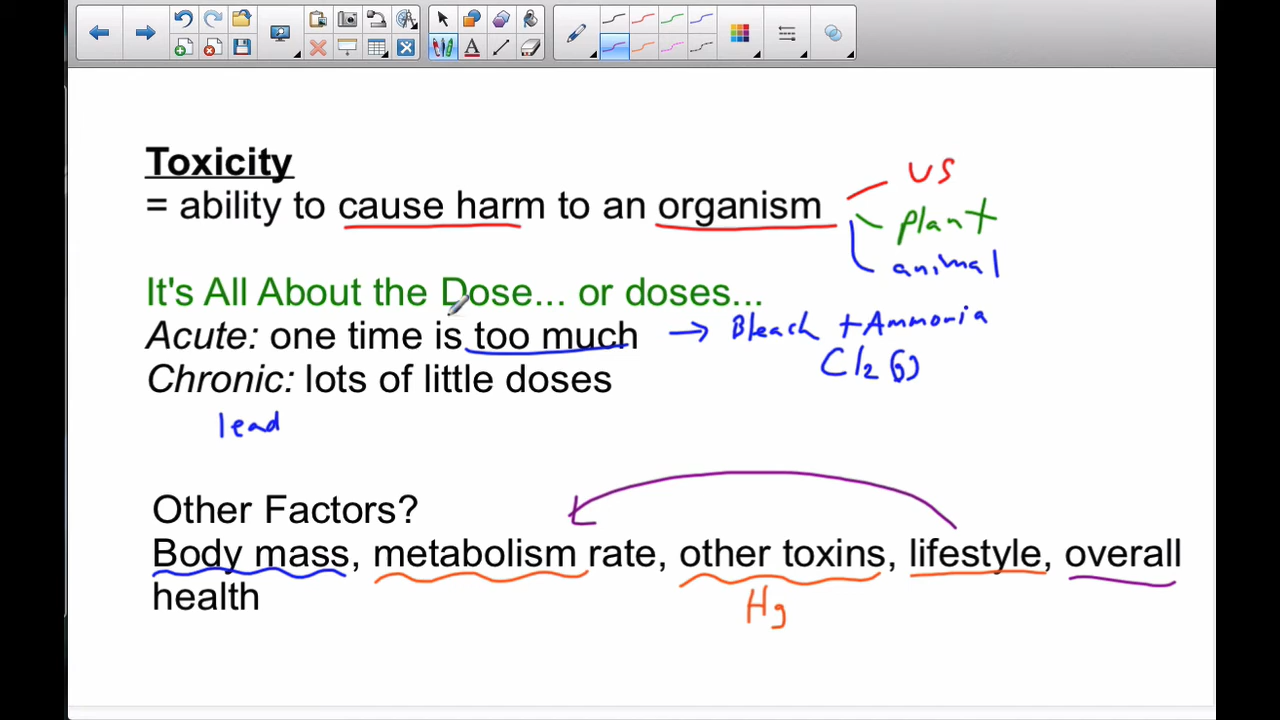 Toxicity
= ability to cause harm to an organism
us
plant
animal
It's All About the Dose... or doses...
Acute: one time is too much → Bleach + Ammonia
Cl2 (g)
Chronic: lots of little doses
lead
Other Factors?
Body mass, metabolism rate, other toxins, lifestyle, overall
health
Hg